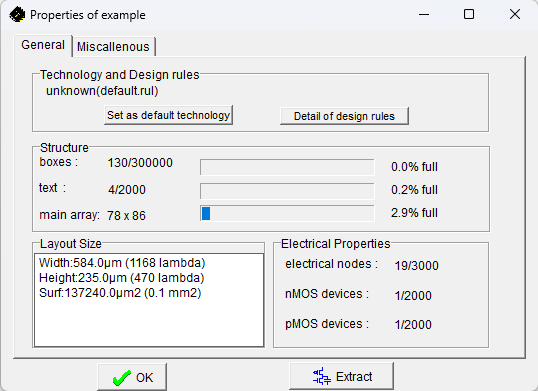 Properties of example
General
Miscallenous
Technology and Design rules
unknown(default.rul)
Set as default technology
Detail of design rules
Structure
boxes : 130/300000 0.0% full
text : 4/2000 0.2% full
main array: 78 x 86 2.9% full
Layout Size
Width:584.0µm (1168 lambda)
Height:235.0µm (470 lambda)
Surf:137240.0µm2 (0.1 mm2)
Electrical Properties
electrical nodes : 19/3000
nMOS devices : 1/2000
pMOS devices : 1/2000
OK
Extract